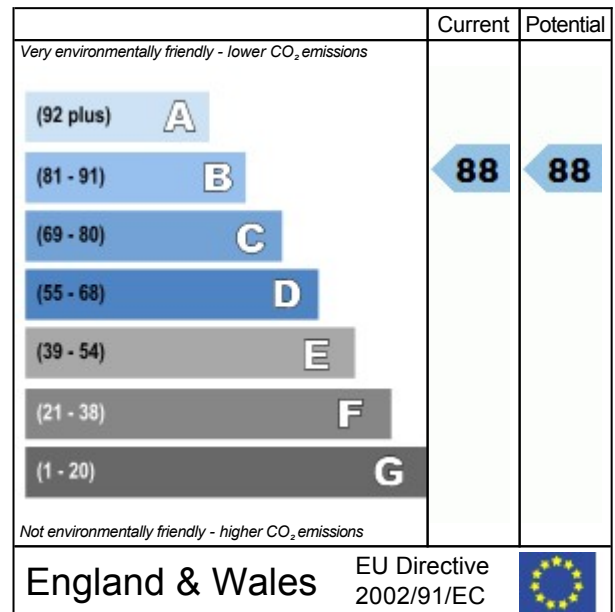 Current Potential
Very environmentally friendly - lower CO₂ emissions
(92 plus) A
(81 - 91) B 88 88
(69 - 80) C
(55 - 68) D
(39 - 54) E
(21 - 38) F
(1 - 20) G
Not environmentally friendly - higher CO₂ emissions
England & Wales
EU Directive
2002/91/EC